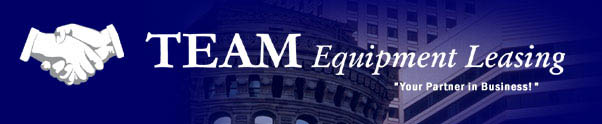 TEAM Equipment Leasing
"Your Partner in Business! "